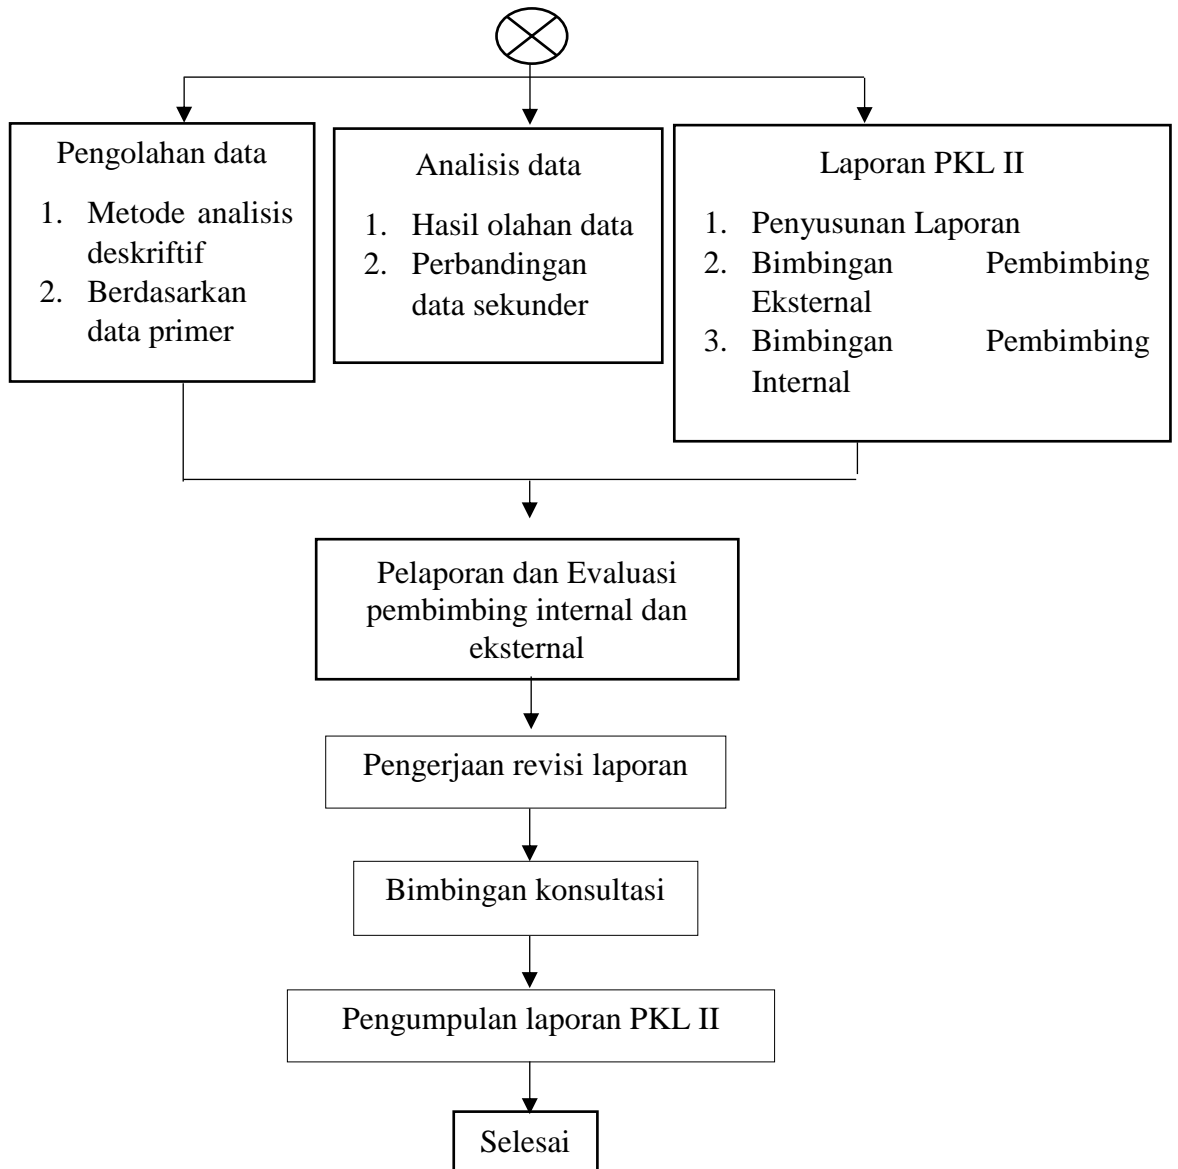 Pengolahan data
1. Metode analisis
deskriftif
2. Berdasarkan
data primer
Analisis data
1. Hasil olahan data
2. Perbandingan
data sekunder
Laporan PKL II
1. Penyusunan Laporan
2. Bimbingan Pembimbing
Eksternal
3. Bimbingan Pembimbing
Internal
Pelaporan dan Evaluasi
pembimbing internal dan
eksternal
Pengerjaan revisi laporan
Bimbingan konsultasi
Pengumpulan laporan PKL II
Selesai